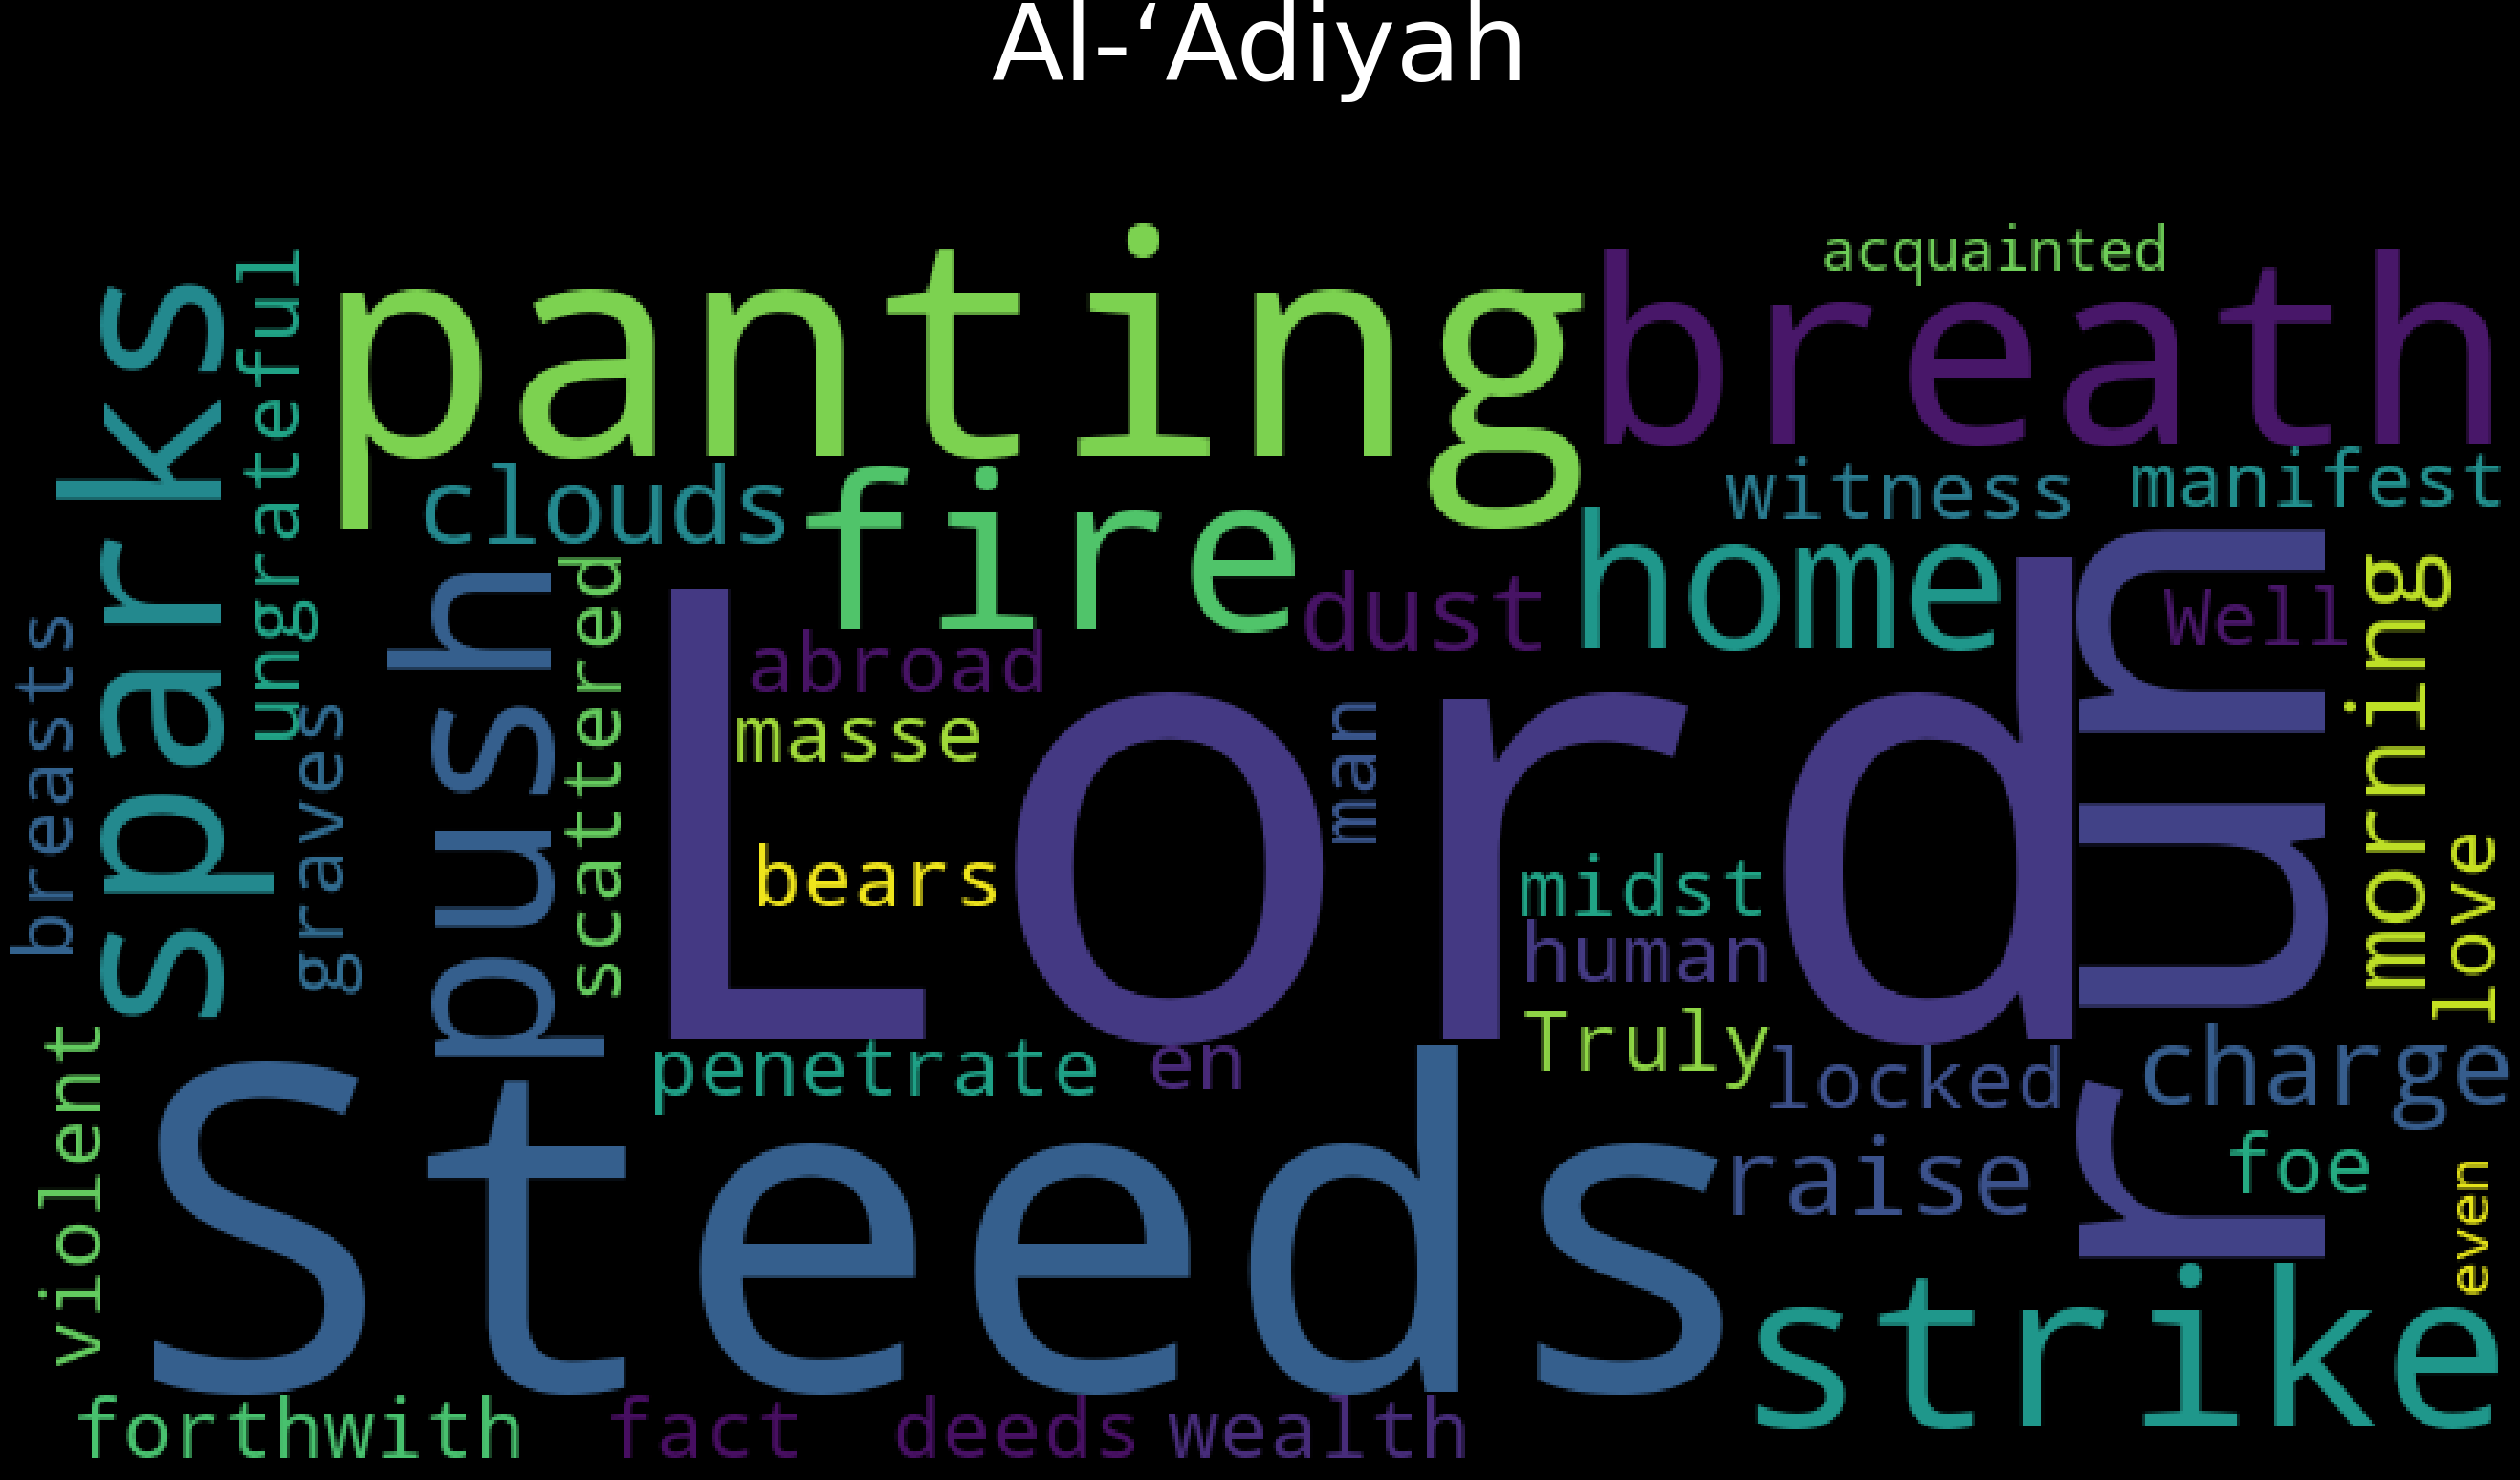 Al-‘Adiyah
acquainted
panting
breath
sparks
ungrateful
clouds
fire
witness
manifest
home
dust
Well
run
morning
push
scattered
Lord
abroad
masse
man
breasts
graves
bears
midst
human
love
Truly
penetrate
en
locked
charge
violent
Steeds
raise
foe
even
strike
forthwith
fact
deeds
wealth